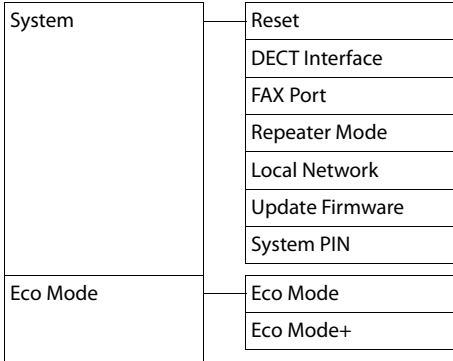 System
Reset
DECT Interface
FAX Port
Repeater Mode
Local Network
Update Firmware
System PIN
Eco Mode
Eco Mode
Eco Mode+